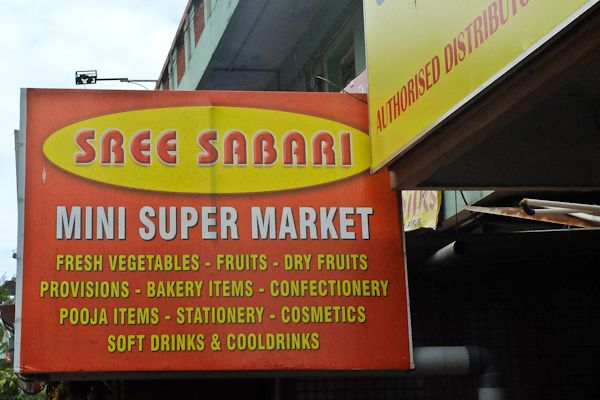 SREE SABARI
MINI SUPER MARKET
FRESH VEGETABLES - FRUITS - DRY FRUITS
PROVISIONS - BAKERY ITEMS - CONFECTIONERY
POOJA ITEMS - STATIONERY - COSMETICS
SOFT DRINKS & COOLDRINKS
AUTHORISED